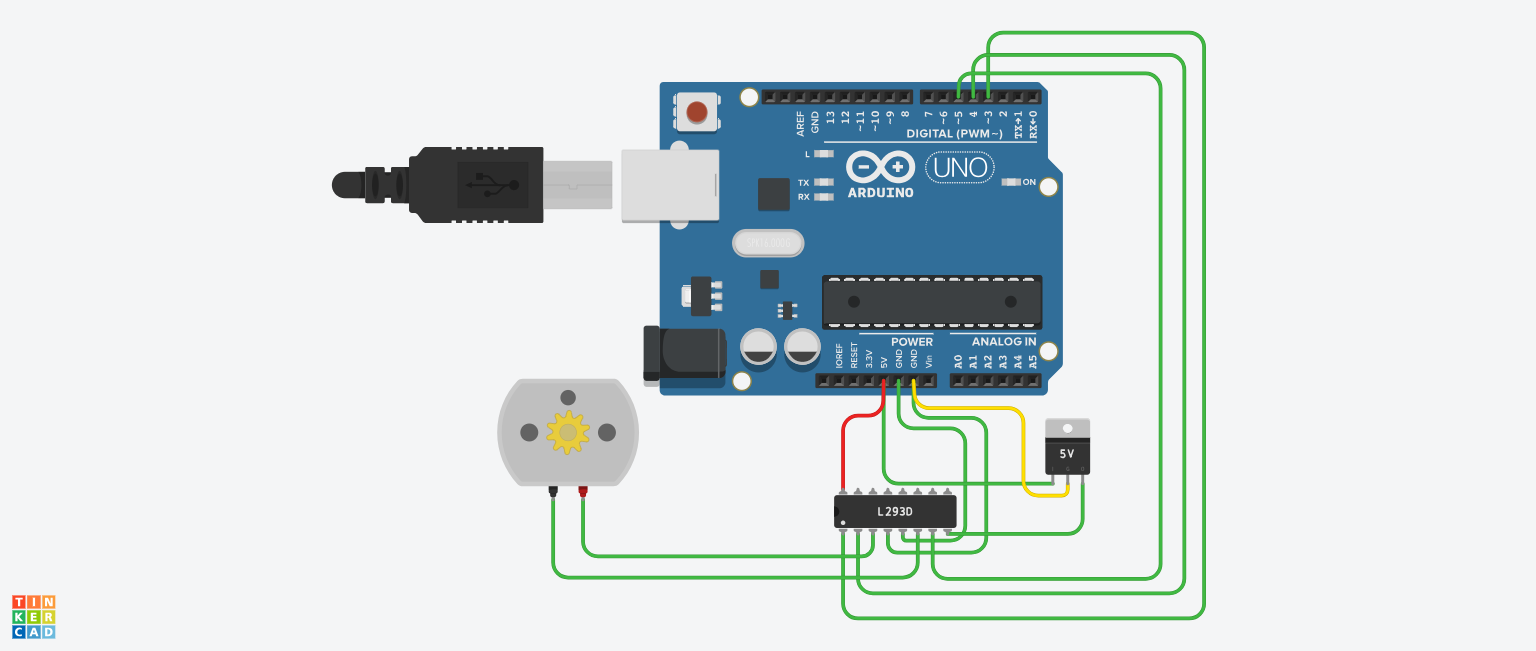 AREF
GND
13
12
~11
~10
~9
8
7
~6
~5
4
~3
2
TX→1
RX←0
DIGITAL (PWM~)
L
TX
RX
ARDUINO
UNO
ON
POWER
ANALOG IN
IOREF
RESET
3.3V
5V
GND
GND
Vin
A0
A1
A2
A3
A4
A5
5V
L293D
TIN
KER
CAD